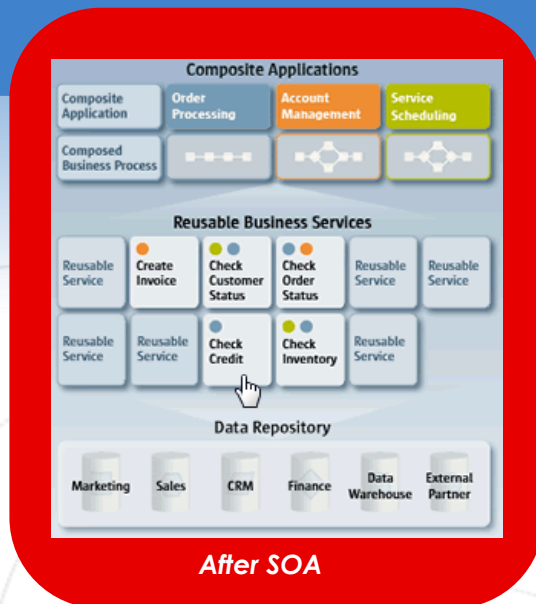 Composite Applications
Composite Application
Order Processing
Account Management
Service Scheduling
Composed Business Process
Reusable Business Services
Reusable Service
Create Invoice
Check Customer Status
Check Order Status
Reusable Service
Reusable Service
Reusable Service
Reusable Service
Check Credit
Check Inventory
Reusable Service
Data Repository
Marketing
Sales
CRM
Finance
Data Warehouse
External Partner
After SOA